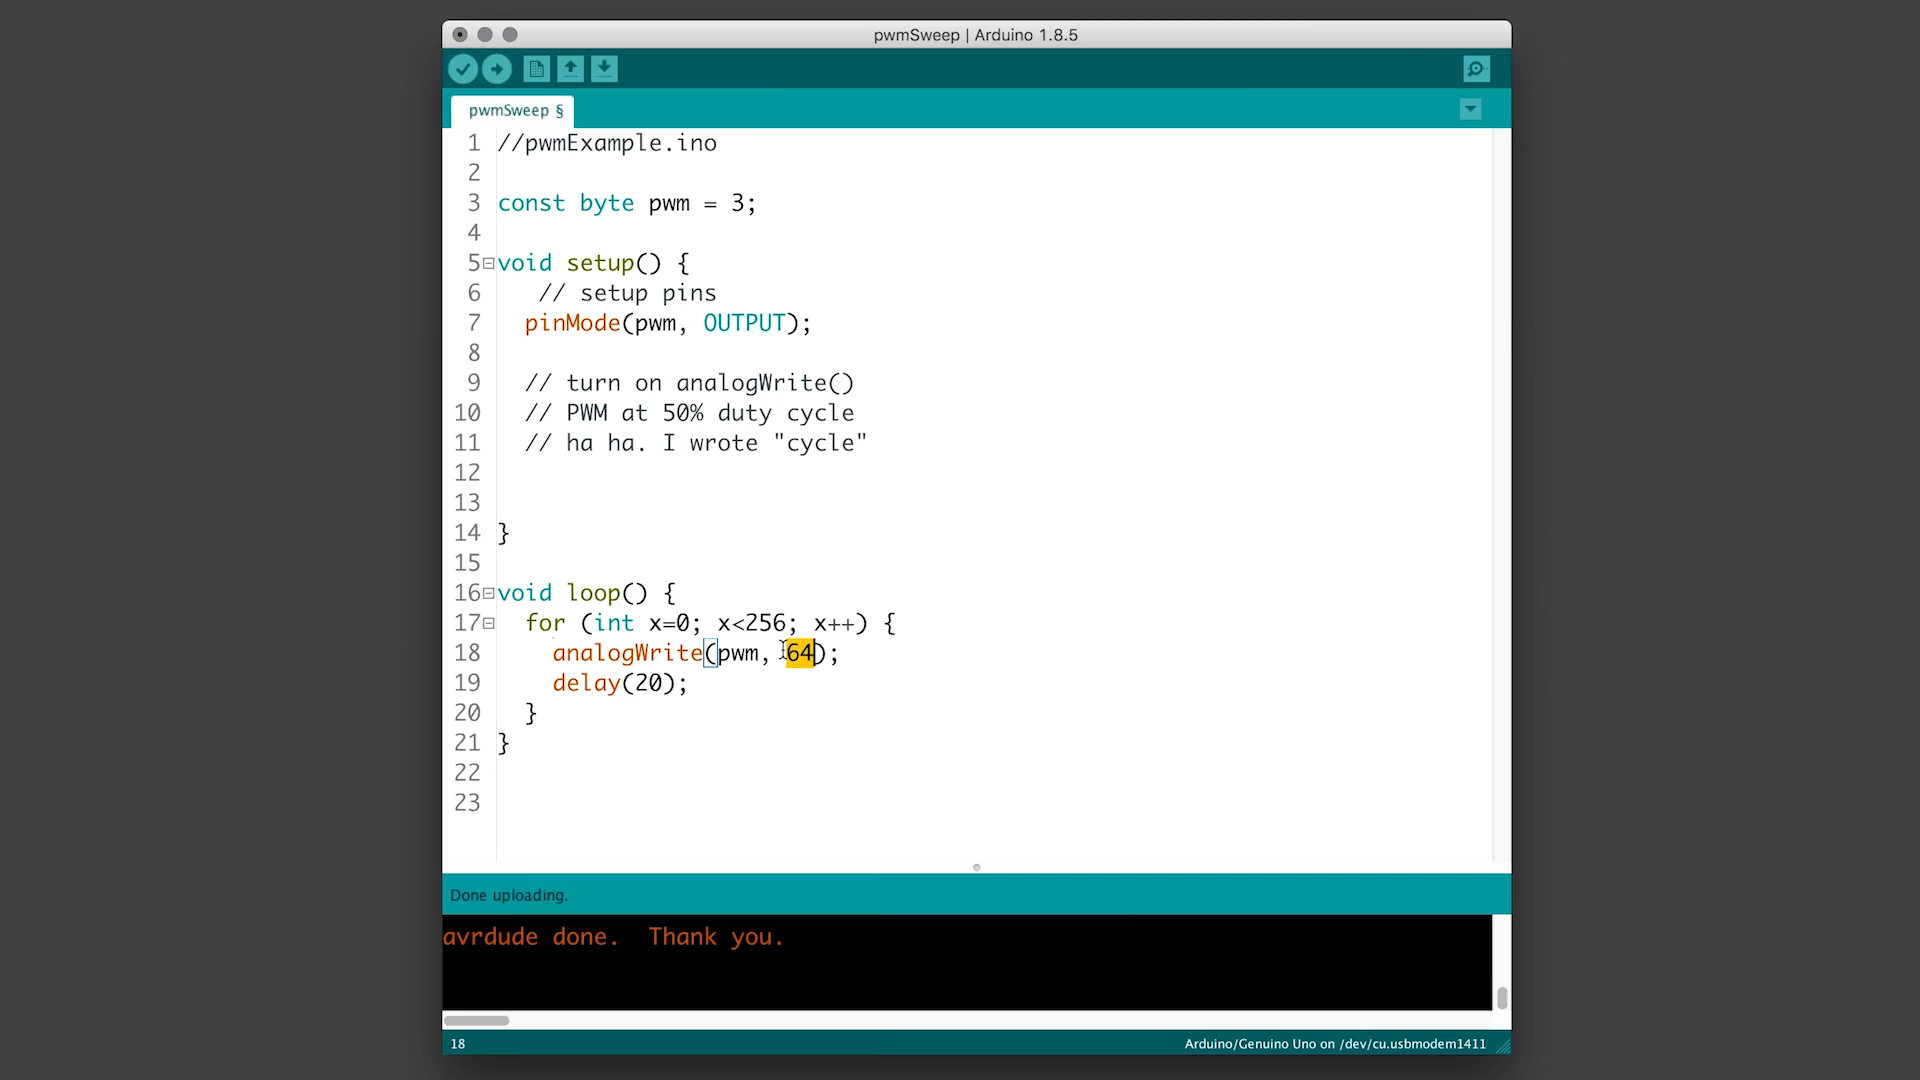 pwmSweep | Arduino 1.8.5
pwmSweep §
1 //pwmExample.ino
2
3 const byte pwm = 3;
4
5 void setup() {
6 // setup pins
7 pinMode(pwm, OUTPUT);
8
9 // turn on analogWrite()
10 // PWM at 50% duty cycle
11 // ha ha. I wrote "cycle"
12
13
14 }
15
16 void loop() {
17 for (int x=0; x<256; x++) {
18 analogWrite(pwm, 64);
19 delay(20);
20 }
21 }
22
23
Done uploading.
avrdude done.  Thank you.
18 Arduino/Genuino Uno on /dev/cu.usbmodem1411